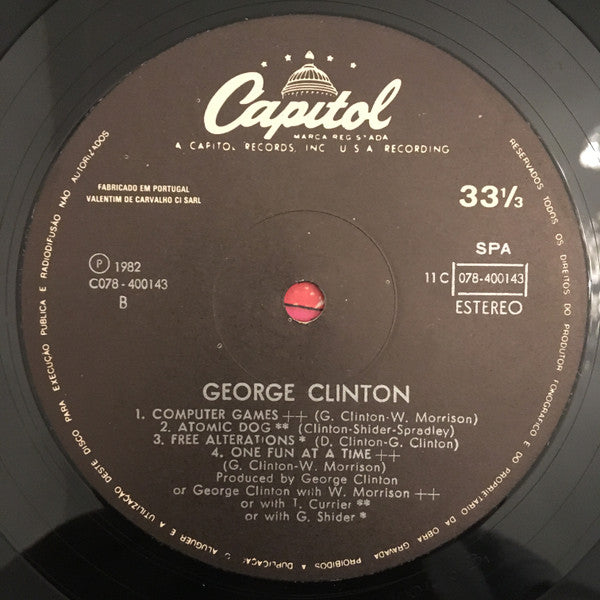 Capitol
MARCA REGISTADA
A CAPITOL RECORDS, INC. U.S.A. RECORDING
FABRICADO EM PORTUGAL
VALENTIM DE CARVALHO CI SARL
33⅓
Ⓟ 1982
C078-400143
B
SPA
11 C 078-400143
ESTEREO
GEORGE CLINTON
1. COMPUTER GAMES ++ (G. Clinton-W. Morrison)
2. ATOMIC DOG ** (Clinton-Shider-Spradley)
3. FREE ALTERATIONS * (D. Clinton-G. Clinton)
4. ONE FUN AT A TIME ++
(G. Clinton-W. Morrison)
Produced by George Clinton
or George Clinton with W. Morrison ++
or with T. Currier **
or with G. Shider *
RESERVADOS TODOS OS DIREITOS DO PRODUTOR FONOGRÁFICO E DO PROPRIETARIO DA OBRA GRAVADA PROIBIDOS A DUPLICAÇÃO O ALUGUER E A UTILIZAÇÃO DESTE DISCO PARA EXECUÇÃO PUBLICA E RADIODIFUSÃO NÃO AUTORIZADOS